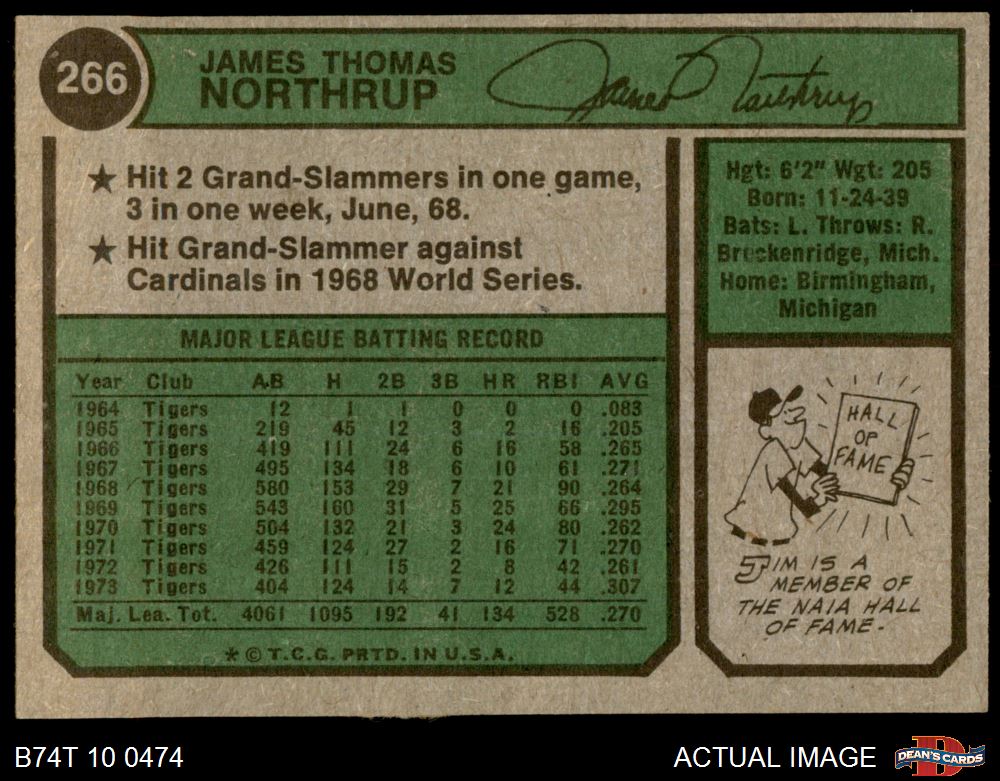 266
JAMES THOMAS
NORTHRUP
James Northrup
★ Hit 2 Grand-Slammers in one game,
3 in one week, June, 68.
★ Hit Grand-Slammer against
Cardinals in 1968 World Series.
MAJOR LEAGUE BATTING RECORD
Year Club AB H 2B 3B HR RBI AVG
1964 Tigers 12 1 1 0 0 0 .083
1965 Tigers 219 45 12 3 2 16 .205
1966 Tigers 419 111 24 6 16 58 .265
1967 Tigers 495 134 18 6 10 61 .271
1968 Tigers 580 153 29 7 21 90 .264
1969 Tigers 543 160 31 5 25 66 .295
1970 Tigers 504 132 21 3 24 80 .262
1971 Tigers 459 124 27 2 16 71 .270
1972 Tigers 426 111 15 2 8 42 .261
1973 Tigers 404 124 14 7 12 44 .307
Maj. Lea. Tot. 4061 1095 192 41 134 528 .270
* © T.C.G. PRTD. IN U.S.A.
Hgt: 6'2" Wgt: 205
Born: 11-24-39
Bats: L. Throws: R.
Breckenridge, Mich.
Home: Birmingham,
Michigan
HALL
OF
FAME
JIM IS A
MEMBER OF
THE NAIA HALL
OF FAME.
B74T 10 0474
ACTUAL IMAGE
D
DEAN'S CARDS